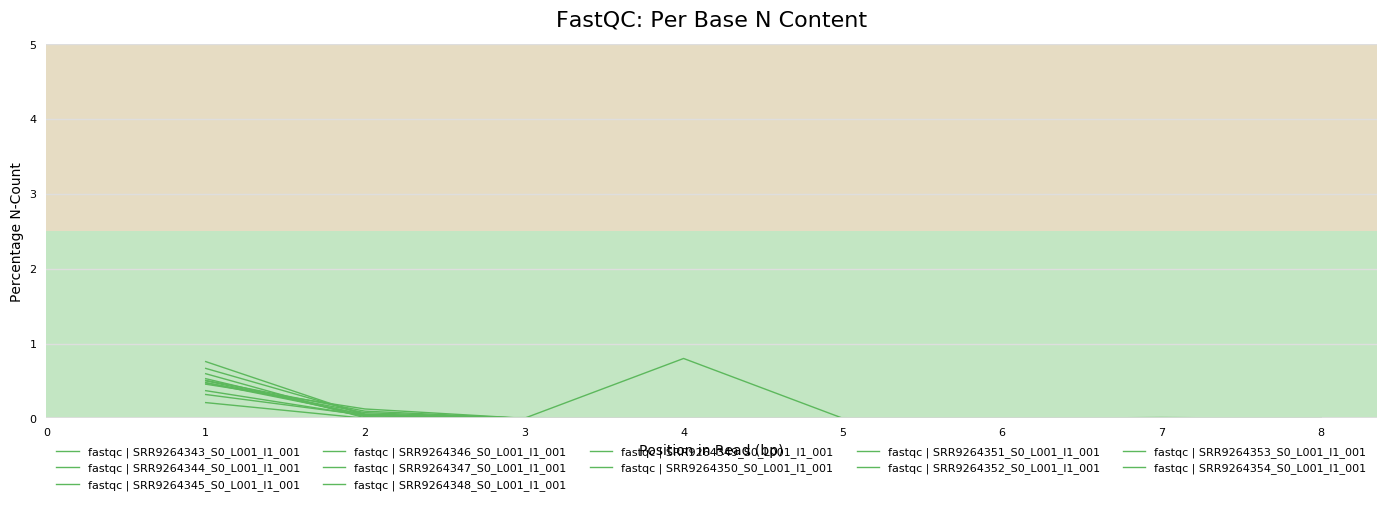 FastQC: Per Base N Content
5
4
3
2
1
0
Percentage N-Count
0 1 2 3 4 5 6 7 8
Position in Read (bp)
fastqc | SRR9264343_S0_L001_I1_001
fastqc | SRR9264344_S0_L001_I1_001
fastqc | SRR9264345_S0_L001_I1_001
fastqc | SRR9264346_S0_L001_I1_001
fastqc | SRR9264347_S0_L001_I1_001
fastqc | SRR9264348_S0_L001_I1_001
fastqc | SRR9264349_S0_L001_I1_001
fastqc | SRR9264350_S0_L001_I1_001
fastqc | SRR9264351_S0_L001_I1_001
fastqc | SRR9264352_S0_L001_I1_001
fastqc | SRR9264353_S0_L001_I1_001
fastqc | SRR9264354_S0_L001_I1_001